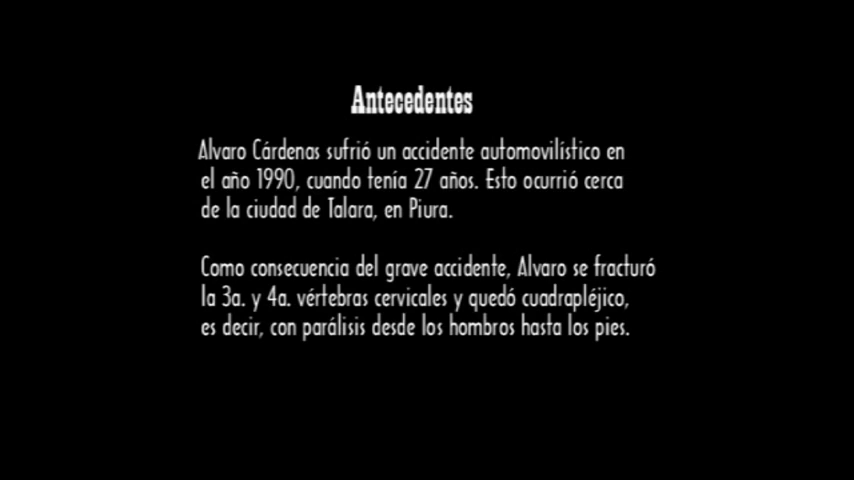 Antecedentes
Alvaro Cárdenas sufrió un accidente automovilístico en
el año 1990, cuando tenía 27 años. Esto ocurrió cerca
de la ciudad de Talara, en Piura.
Como consecuencia del grave accidente, Alvaro se fracturó
la 3a. y 4a. vértebras cervicales y quedó cuadrapléjico,
es decir, con parálisis desde los hombros hasta los pies.